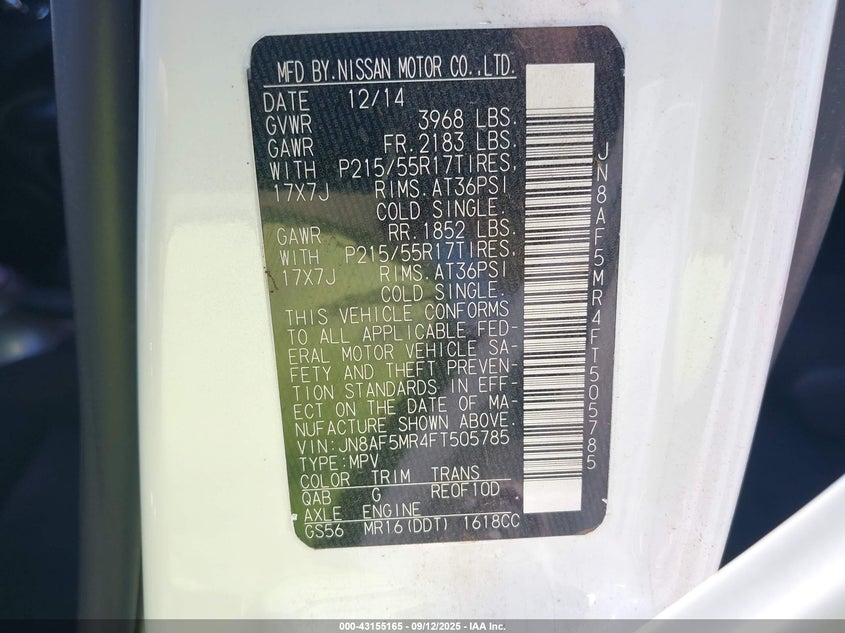 MFD BY.NISSAN MOTOR CO.,LTD.
DATE 12/14
GVWR 3968 LBS.
GAWR FR.2183 LBS.
WITH P215/55R17TIRES,
17X7J RIMS.AT36PSI
COLD SINGLE.
GAWR RR.1852 LBS.
WITH P215/55R17TIRES,
17X7J RIMS.AT36PSI
COLD SINGLE.
THIS VEHICLE CONFORMS
TO ALL APPLICABLE FED-
ERAL MOTOR VEHICLE SA-
FETY AND THEFT PREVEN-
TION STANDARDS IN EFF-
ECT ON THE DATE OF MA-
NUFACTURE SHOWN ABOVE.
VIN:JN8AF5MR4FT505785
TYPE:MPV
COLOR TRIM TRANS
QAB G RE0F10D
AXLE ENGINE
GS56 MR16(DDT) 1618CC
JN8AF5MR4FT505785
000-43155165 09/12/2025 IAA Inc.